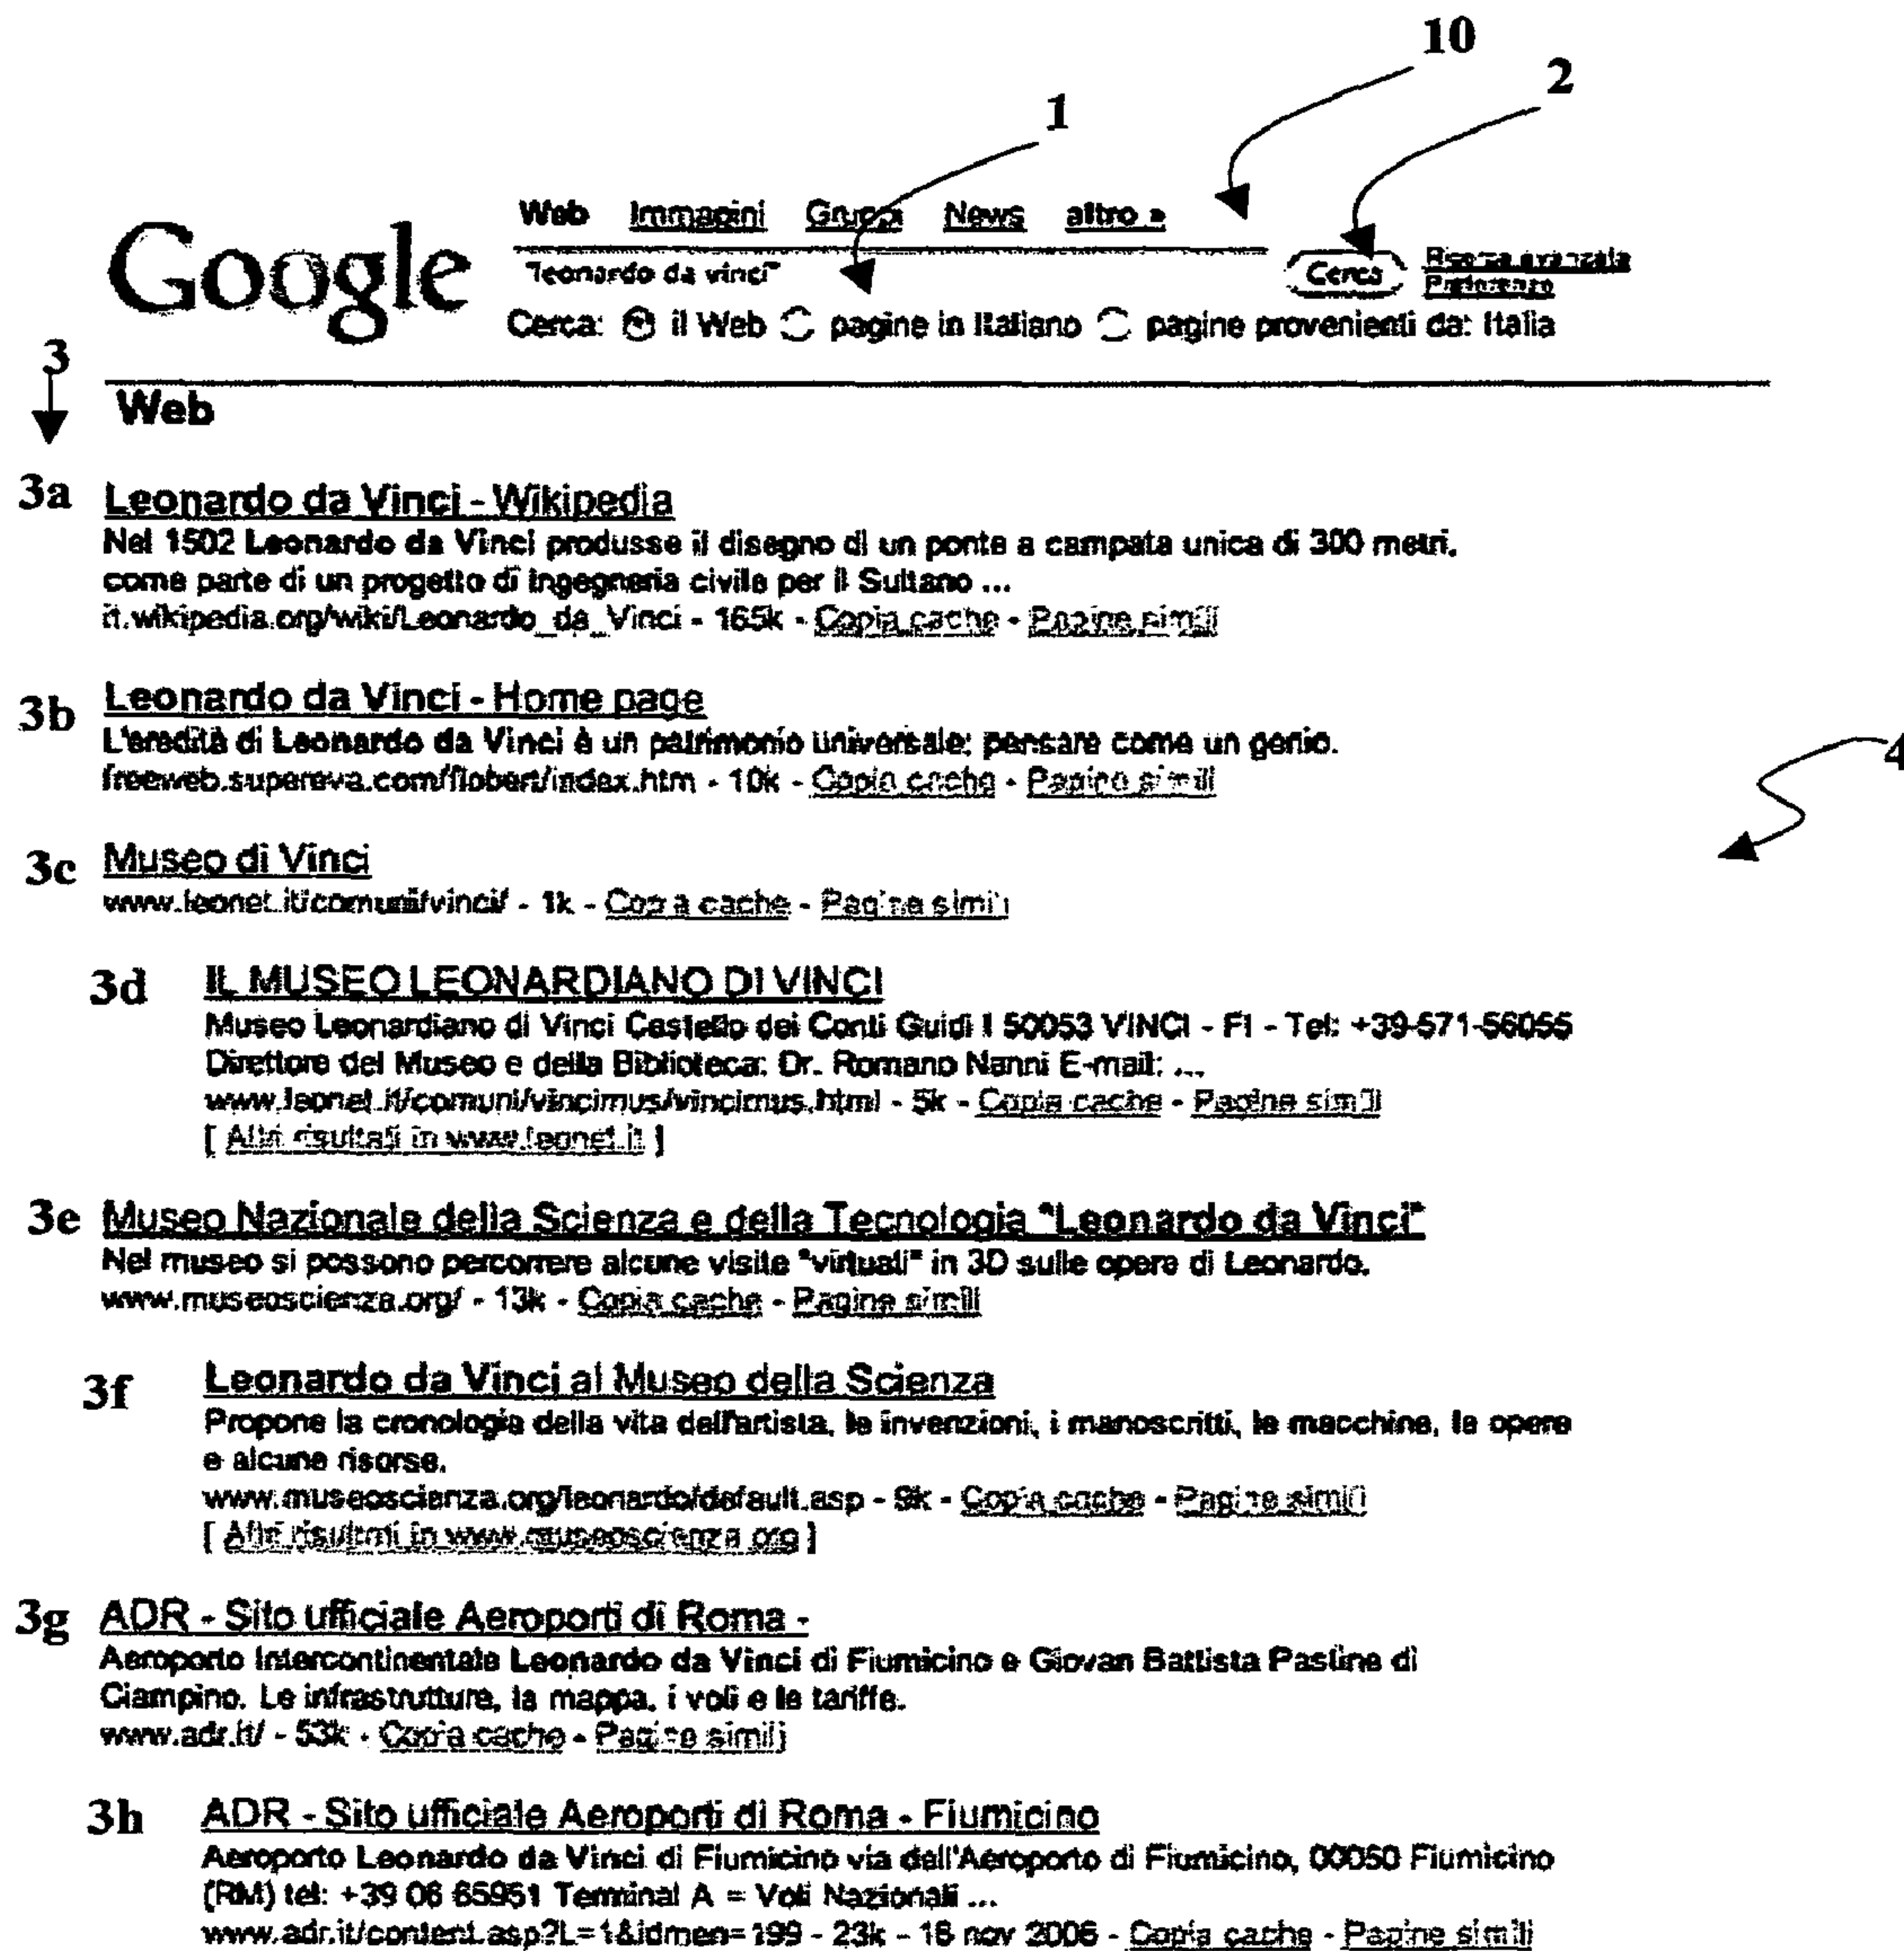 10
2
1
Web Immagini Gruppi News altro »
Google
"leonardo da vinci"
Cerca
Ricerca avanzata
Preferenze
Cerca: il Web pagine in Italiano pagine provenienti da: Italia
3
Web
3a Leonardo da Vinci - Wikipedia
Nel 1502 Leonardo da Vinci produsse il disegno di un ponte a campata unica di 300 metri,
come parte di un progetto di ingegneria civile per il Sultano ...
it.wikipedia.org/wiki/Leonardo_da_Vinci - 165k - Copia cache - Pagine simili
3b Leonardo da Vinci - Home page
L'eredità di Leonardo da Vinci è un patrimonio universale: pensare come un genio.
freeweb.supereva.com/flobert/index.htm - 10k - Copia cache - Pagine simili
4
3c Museo di Vinci
www.leonet.it/comuni/vinci/ - 1k - Copia cache - Pagine simili
3d IL MUSEO LEONARDIANO DI VINCI
Museo Leonardiano di Vinci Castello dei Conti Guidi I 50053 VINCI - FI - Tel: +39-571-56055
Direttore del Museo e della Biblioteca: Dr. Romano Nanni E-mail: ...
www.leonet.it/comuni/vincimus/vincimus.html - 5k - Copia cache - Pagine simili
[ Altri risultati in www.leonet.it ]
3e Museo Nazionale della Scienza e della Tecnologia "Leonardo da Vinci"
Nel museo si possono percorrere alcune visite "virtuali" in 3D sulle opere di Leonardo.
www.museoscienza.org/ - 13k - Copia cache - Pagine simili
3f Leonardo da Vinci al Museo della Scienza
Propone la cronologia della vita dell'artista, le invenzioni, i manoscritti, le macchine, le opere
e alcune risorse.
www.museoscienza.org/leonardo/default.asp - 9k - Copia cache - Pagine simili
[ Altri risultati in www.museoscienza.org ]
3g ADR - Sito ufficiale Aeroporti di Roma -
Aeroporto Intercontinentale Leonardo da Vinci di Fiumicino e Giovan Battista Pastine di
Ciampino. Le infrastrutture, la mappa, i voli e le tariffe.
www.adr.it/ - 53k - Copia cache - Pagine simili
3h ADR - Sito ufficiale Aeroporti di Roma - Fiumicino
Aeroporto Leonardo da Vinci di Fiumicino via dell'Aeroporto di Fiumicino, 00050 Fiumicino
(RM) tel: +39 06 65951 Terminal A = Voli Nazionali ...
www.adr.it/content.asp?L=1&idmen=199 - 23k - 16 nov 2006 - Copia cache - Pagine simili